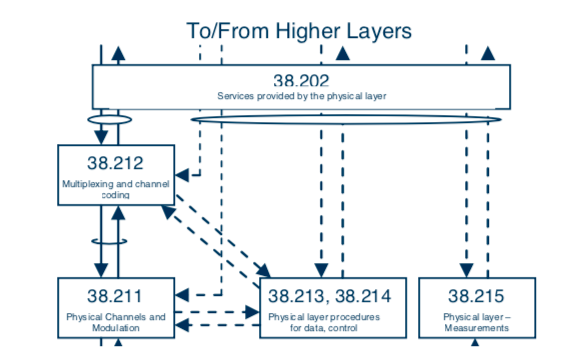 To/From Higher Layers
38.202
Services provided by the physical layer
38.212
Multiplexing and channel
coding
38.211
Physical Channels and
Modulation
38.213, 38.214
Physical layer procedures
for data, control
38.215
Physical layer –
Measurements